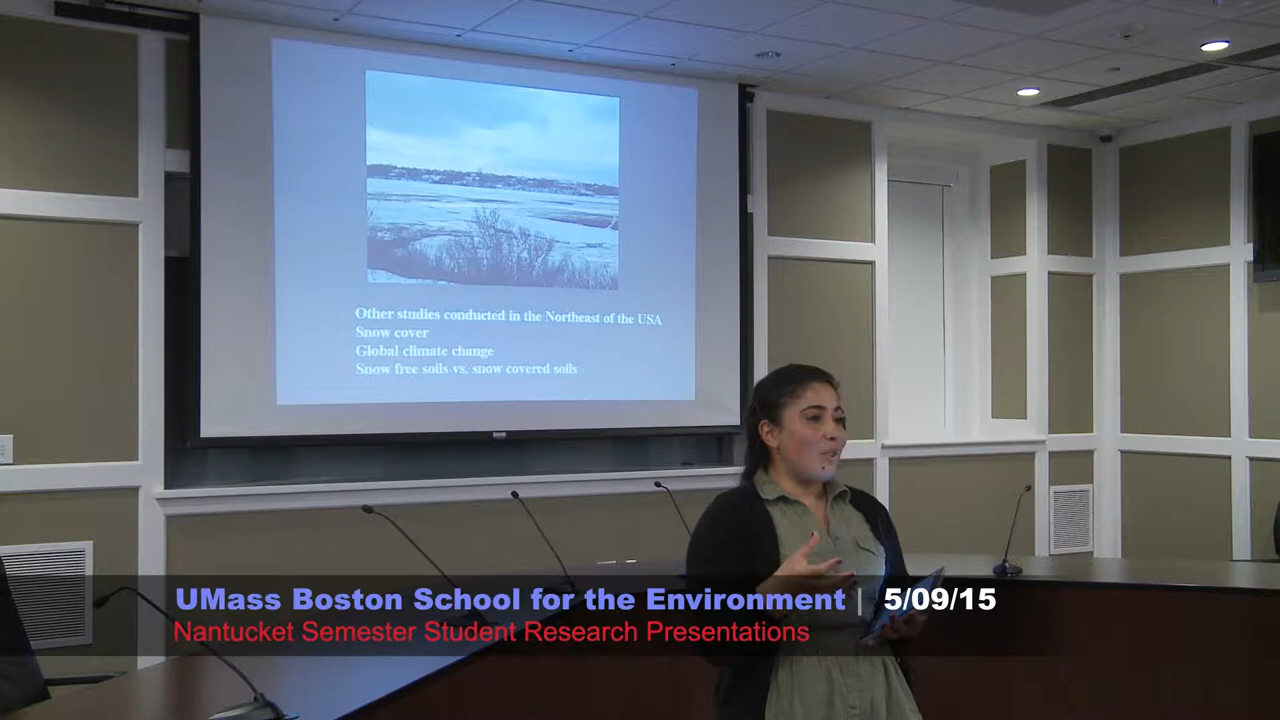 Other studies conducted in the Northeast of the USA
Snow cover
Global climate change
Snow free soils vs. snow covered soils
UMass Boston School for the Environment | 5/09/15
Nantucket Semester Student Research Presentations